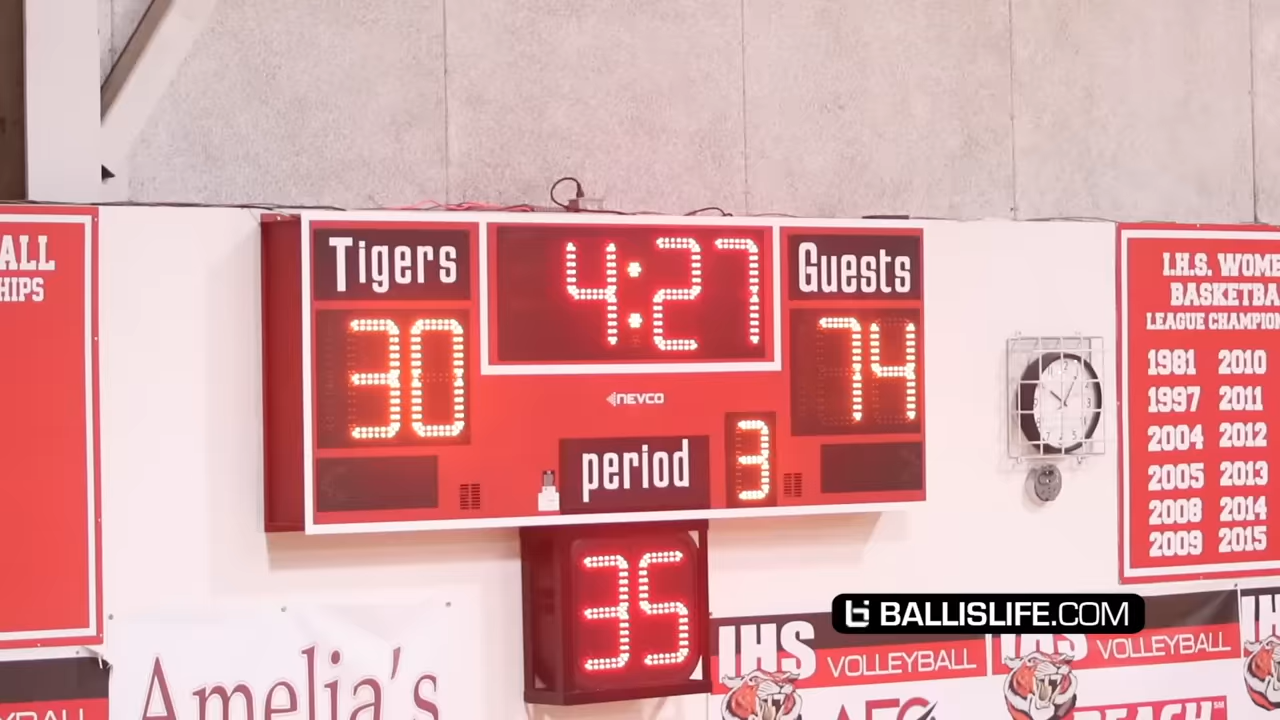 ALL
HIPS
Tigers
4:27
Guests
30
74
NEVCO
period
3
35
I.H.S. WOME
BASKETBA
LEAGUE CHAMPION
1981 2010
1997 2011
2004 2012
2005 2013
2008 2014
2009 2015
BALLISLIFE.COM
IHS VOLLEYBALL
IHS VOLLEYBALL
Amelia's